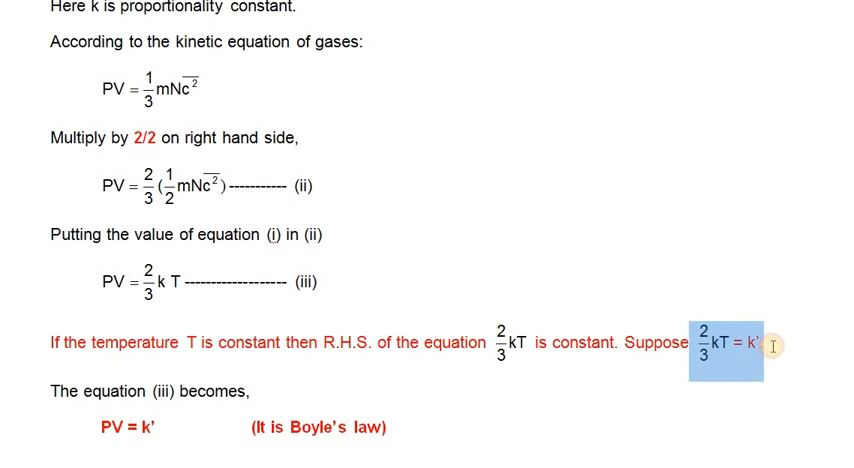 Here k is proportionality constant.
According to the kinetic equation of gases:
PV = 1/3 mNc̅²
Multiply by 2/2 on right hand side,
PV = 2/3 (1/2 mNc̅²) ----------- (ii)
Putting the value of equation (i) in (ii)
PV = 2/3 k T ------------------- (iii)
If the temperature T is constant then R.H.S. of the equation 2/3 kT is constant. Suppose 2/3 kT = k'
The equation (iii) becomes,
PV = k' (It is Boyle's law)